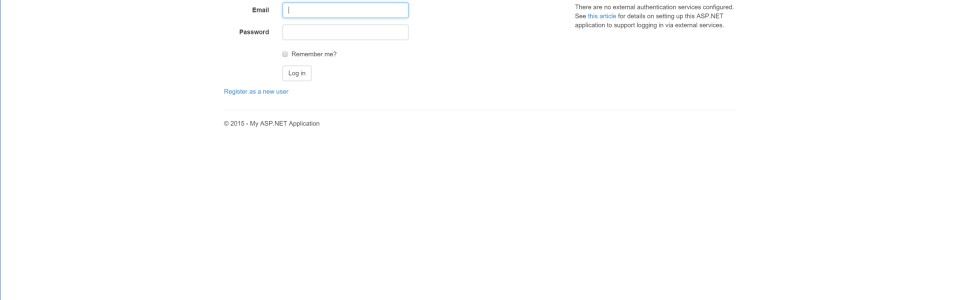 Email
Password
Remember me?
Log in
Register as a new user
There are no external authentication services configured.
See this article for details on setting up this ASP.NET
application to support logging in via external services.
© 2015 - My ASP.NET Application